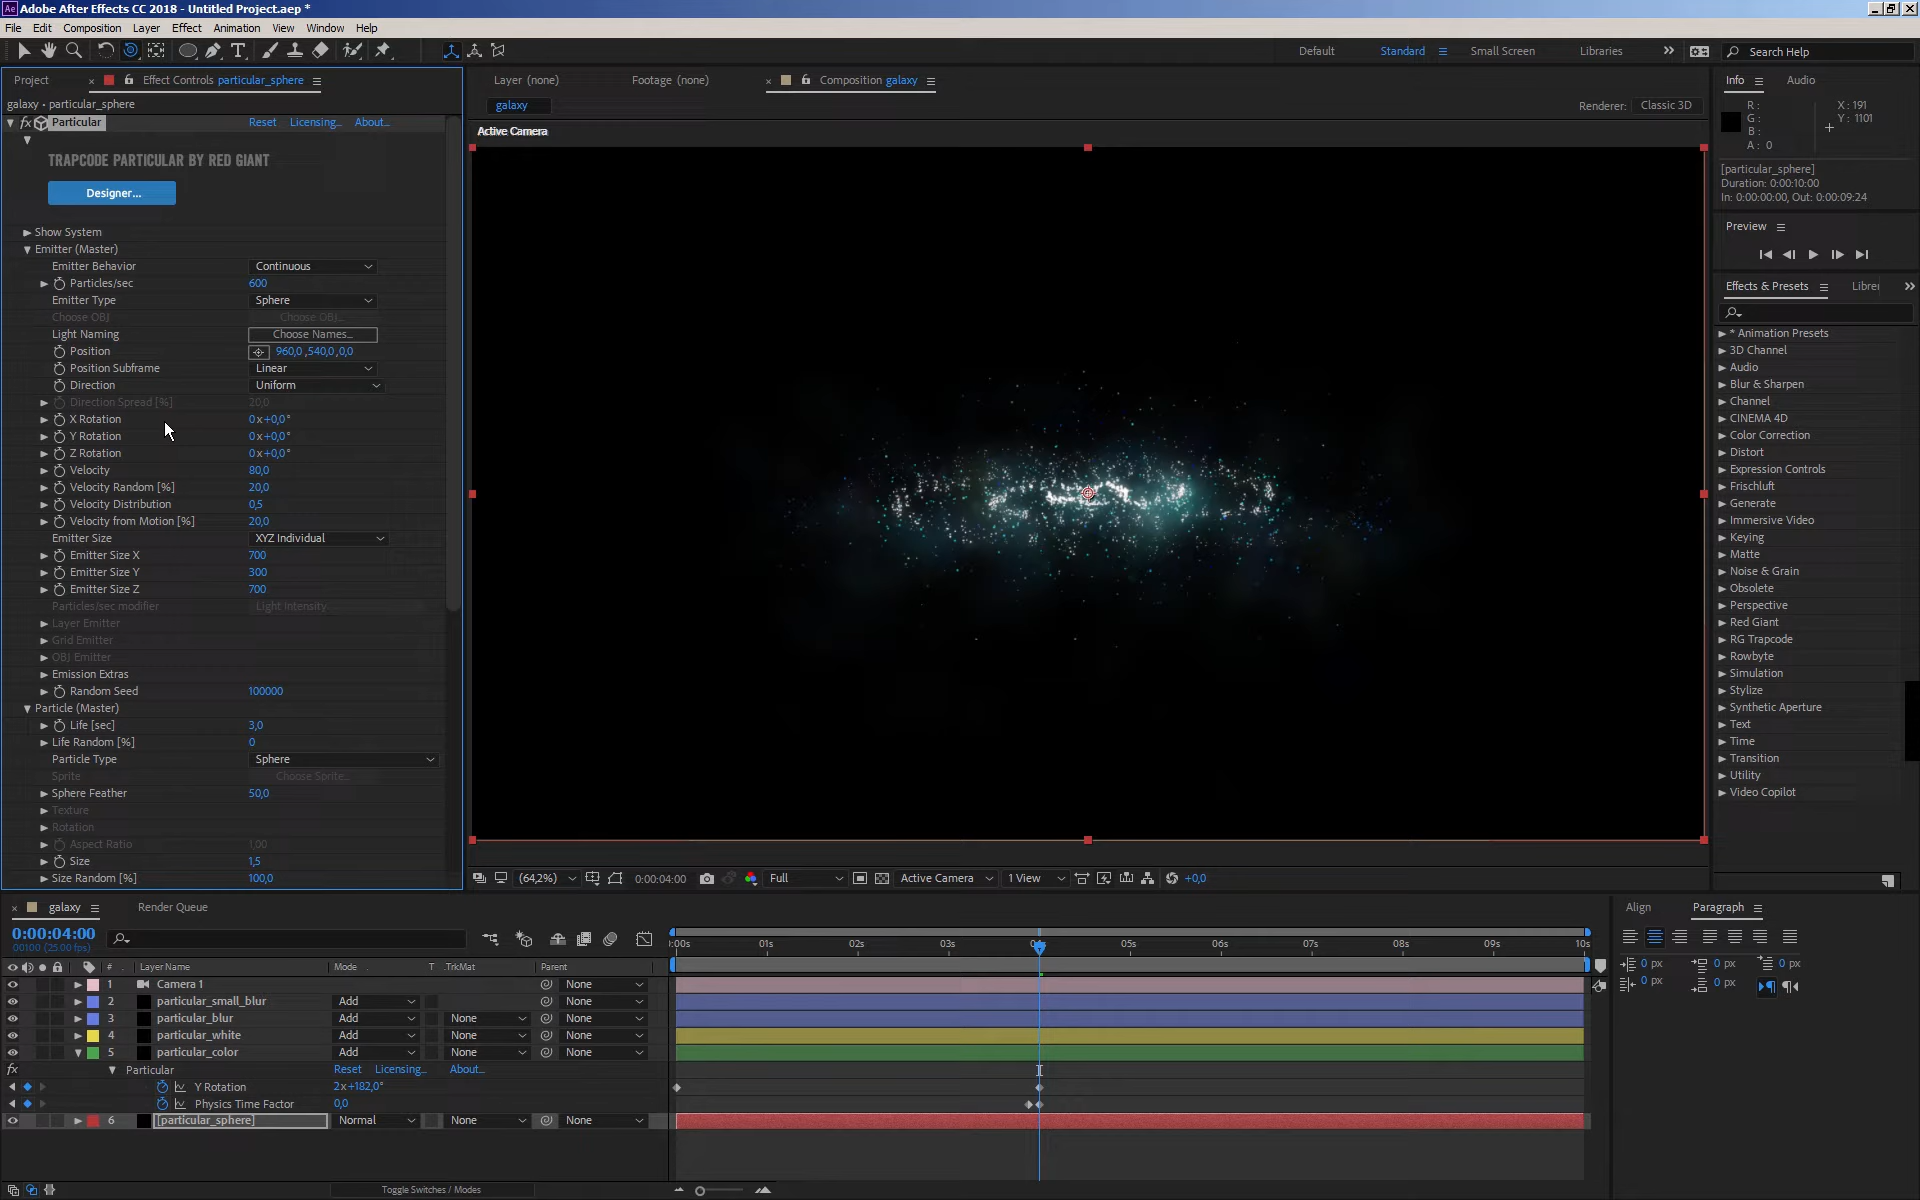 Adobe After Effects CC 2018 - Untitled Project.aep *
File Edit Composition Layer Effect Animation View Window Help
Default Standard Small Screen Libraries Search Help
Project Effect Controls particular_sphere
galaxy • particular_sphere
fx Particular Reset Licensing... About...
TRAPCODE PARTICULAR BY RED GIANT
Designer...
Show System
Emitter (Master)
Emitter Behavior Continuous
Particles/sec 600
Emitter Type Sphere
Choose OBJ Choose OBJ...
Light Naming Choose Names...
Position 960,0 ,540,0 ,0,0
Position Subframe Linear
Direction Uniform
Direction Spread [%] 20,0
X Rotation 0x+0,0°
Y Rotation 0x+0,0°
Z Rotation 0x+0,0°
Velocity 80,0
Velocity Random [%] 20,0
Velocity Distribution 0,5
Velocity from Motion [%] 20,0
Emitter Size XYZ Individual
Emitter Size X 700
Emitter Size Y 300
Emitter Size Z 700
Particles/sec modifier Light Intensity
Layer Emitter
Grid Emitter
OBJ Emitter
Emission Extras
Random Seed 100000
Particle (Master)
Life [sec] 3,0
Life Random [%] 0
Particle Type Sphere
Sprite Choose Sprite...
Sphere Feather 50,0
Texture
Rotation
Aspect Ratio 1,00
Size 1,5
Size Random [%] 100,0
Layer (none) Footage (none) Composition galaxy
galaxy Renderer: Classic 3D
Active Camera
(64,2%) 0:00:04:00 Full Active Camera 1 View +0,0
Info Audio
R : X : 191
G : Y : 1101
B :
A : 0
[particular_sphere]
Duration: 0:00:10:00
In: 0:00:00:00, Out: 0:00:09:24
Preview
Effects & Presets Librei
* Animation Presets
3D Channel
Audio
Blur & Sharpen
Channel
CINEMA 4D
Color Correction
Distort
Expression Controls
Frischluft
Generate
Immersive Video
Keying
Matte
Noise & Grain
Obsolete
Perspective
Red Giant
RG Trapcode
Rowbyte
Simulation
Stylize
Synthetic Aperture
Text
Time
Transition
Utility
Video Copilot
galaxy Render Queue
0:00:04:00
00100 (25.00 fps)
:00s 01s 02s 03s 05s 06s 07s 08s 09s 10s
# Layer Name Mode T .TrkMat Parent
1 Camera 1 None
2 particular_small_blur Add None
3 particular_blur Add None None
4 particular_white Add None None
5 particular_color Add None None
fx Particular Reset Licensing... About...
Y Rotation 2x+182,0°
Physics Time Factor 0,0
6 [particular_sphere] Normal None None
Toggle Switches / Modes
Align Paragraph
0 px 0 px 0 px
0 px 0 px